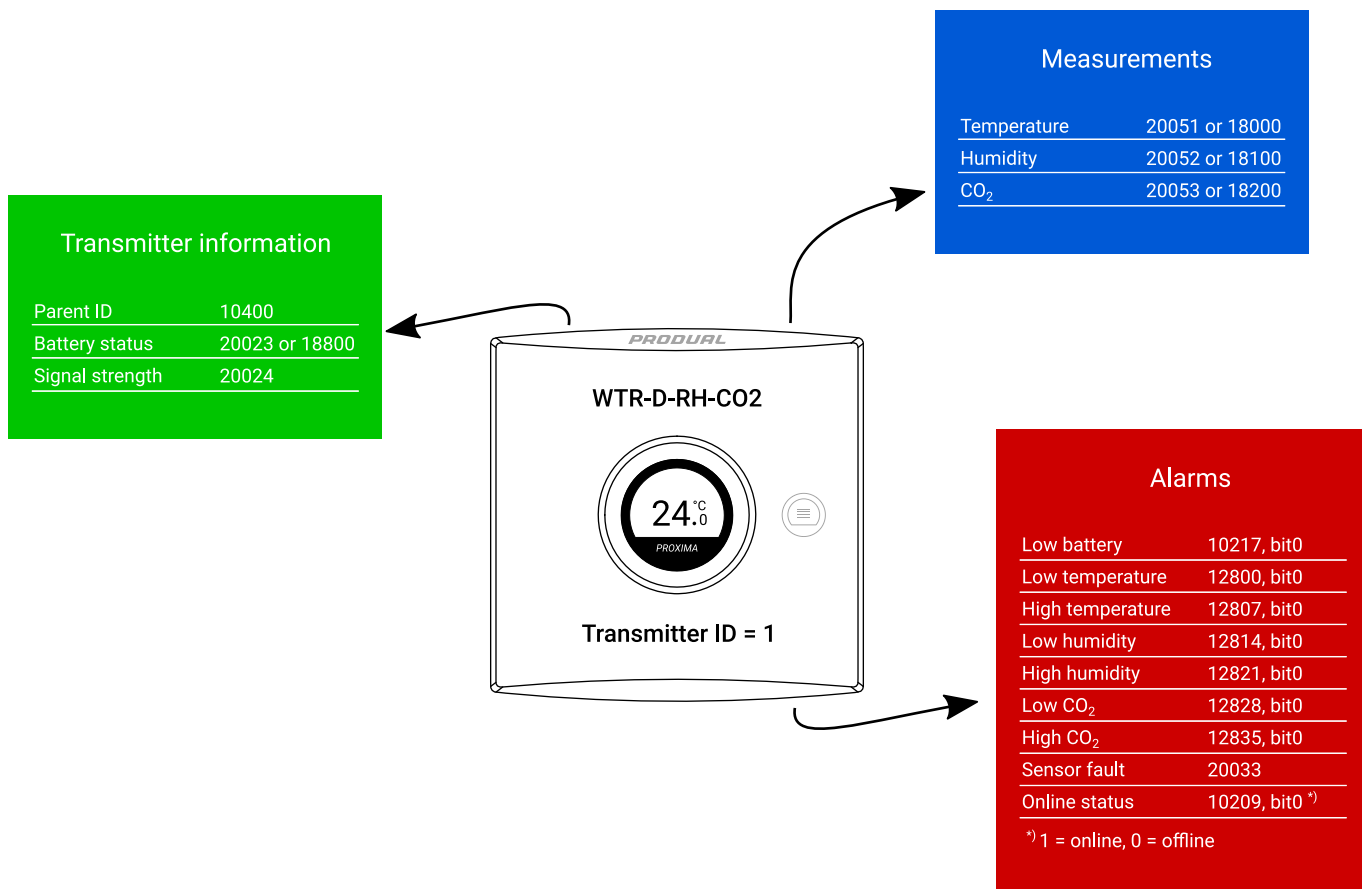 Measurements
Temperature 20051 or 18000
Humidity 20052 or 18100
CO₂ 20053 or 18200
Transmitter information
Parent ID 10400
Battery status 20023 or 18800
Signal strength 20024
PRODUAL
WTR-D-RH-CO2
24.0 °C
PROXIMA
Transmitter ID = 1
Alarms
Low battery 10217, bit0
Low temperature 12800, bit0
High temperature 12807, bit0
Low humidity 12814, bit0
High humidity 12821, bit0
Low CO₂ 12828, bit0
High CO₂ 12835, bit0
Sensor fault 20033
Online status 10209, bit0 *)
*) 1 = online, 0 = offline